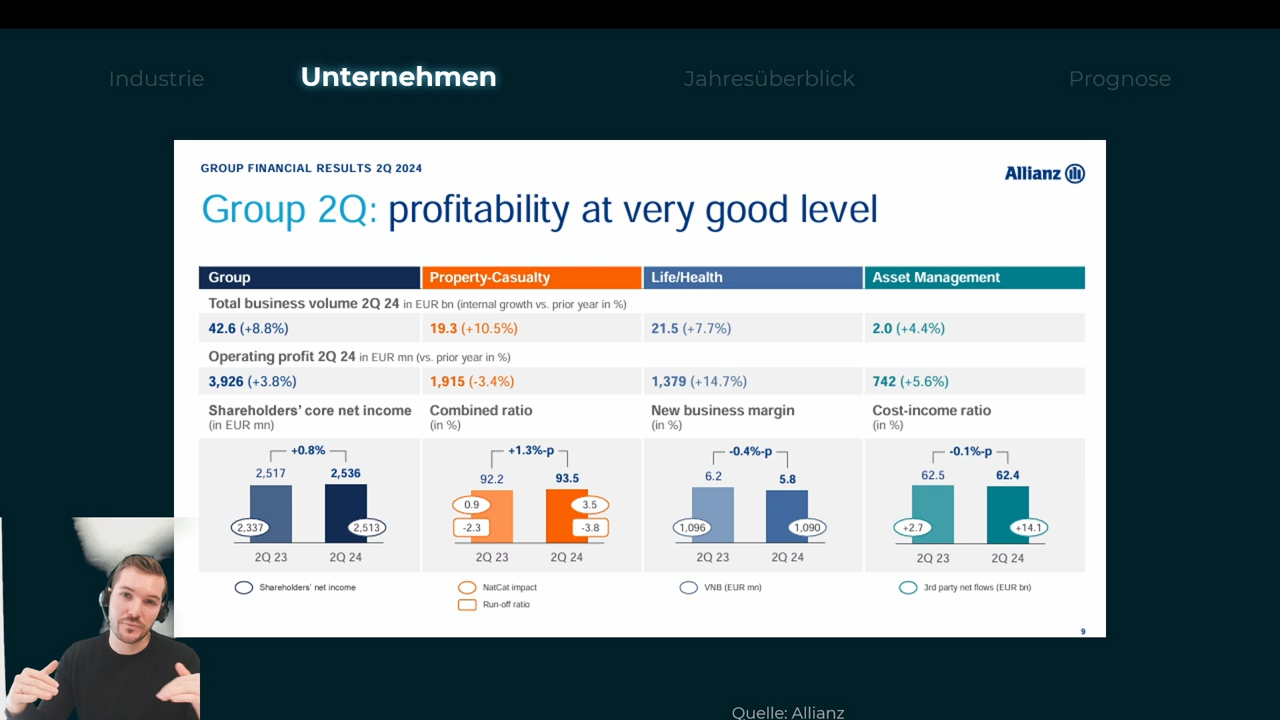 Industrie
Unternehmen
Jahresüberblick
Prognose
GROUP FINANCIAL RESULTS 2Q 2024
Allianz
Group 2Q: profitability at very good level
Group Property-Casualty Life/Health Asset Management
Total business volume 2Q 24 in EUR bn (internal growth vs. prior year in %)
42.6 (+8.8%) 19.3 (+10.5%) 21.5 (+7.7%) 2.0 (+4.4%)
Operating profit 2Q 24 in EUR mn (vs. prior year in %)
3,926 (+3.8%) 1,915 (-3.4%) 1,379 (+14.7%) 742 (+5.6%)
Shareholders' core net income Combined ratio New business margin Cost-income ratio
(in EUR mn) (in %) (in %) (in %)
+0.8% +1.3%-p -0.4%-p -0.1%-p
2,517 2,536 92.2 93.5 6.2 5.8 62.5 62.4
0.9 3.5
2,337 2,513 -2.3 -3.8 1,096 1,090 +2.7 +14.1
2Q 23 2Q 24 2Q 23 2Q 24 2Q 23 2Q 24 2Q 23 2Q 24
Shareholders' net income NatCat impact VNB (EUR mn) 3rd party net flows (EUR bn)
Run-off ratio
9
Quelle: Allianz